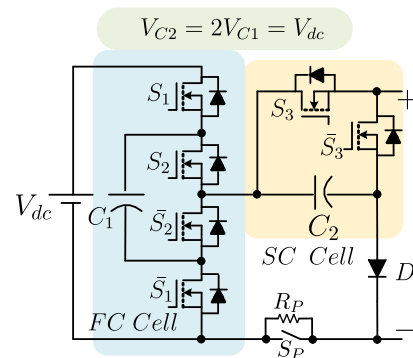 V_{C2} = 2V_{C1} = V_{dc}
S_1
S_3
+
S_2
S̄_3
V_{dc}
C_1
S̄_2
C_2
SC Cell
D
S̄_1
R_P
FC Cell
S_P
−